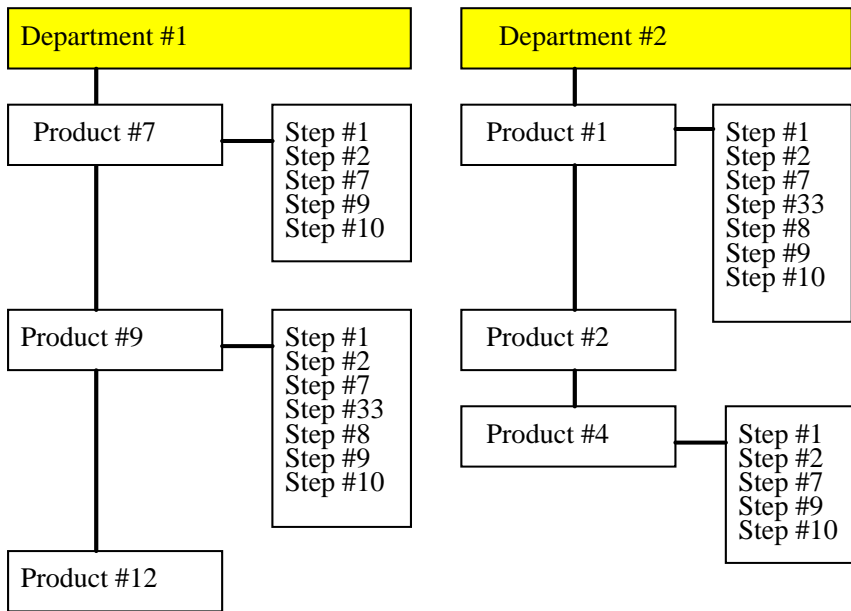 Department #1
Product #7
Step #1
Step #2
Step #7
Step #9
Step #10
Product #9
Step #1
Step #2
Step #7
Step #33
Step #8
Step #9
Step #10
Product #12
Department #2
Product #1
Step #1
Step #2
Step #7
Step #33
Step #8
Step #9
Step #10
Product #2
Product #4
Step #1
Step #2
Step #7
Step #9
Step #10